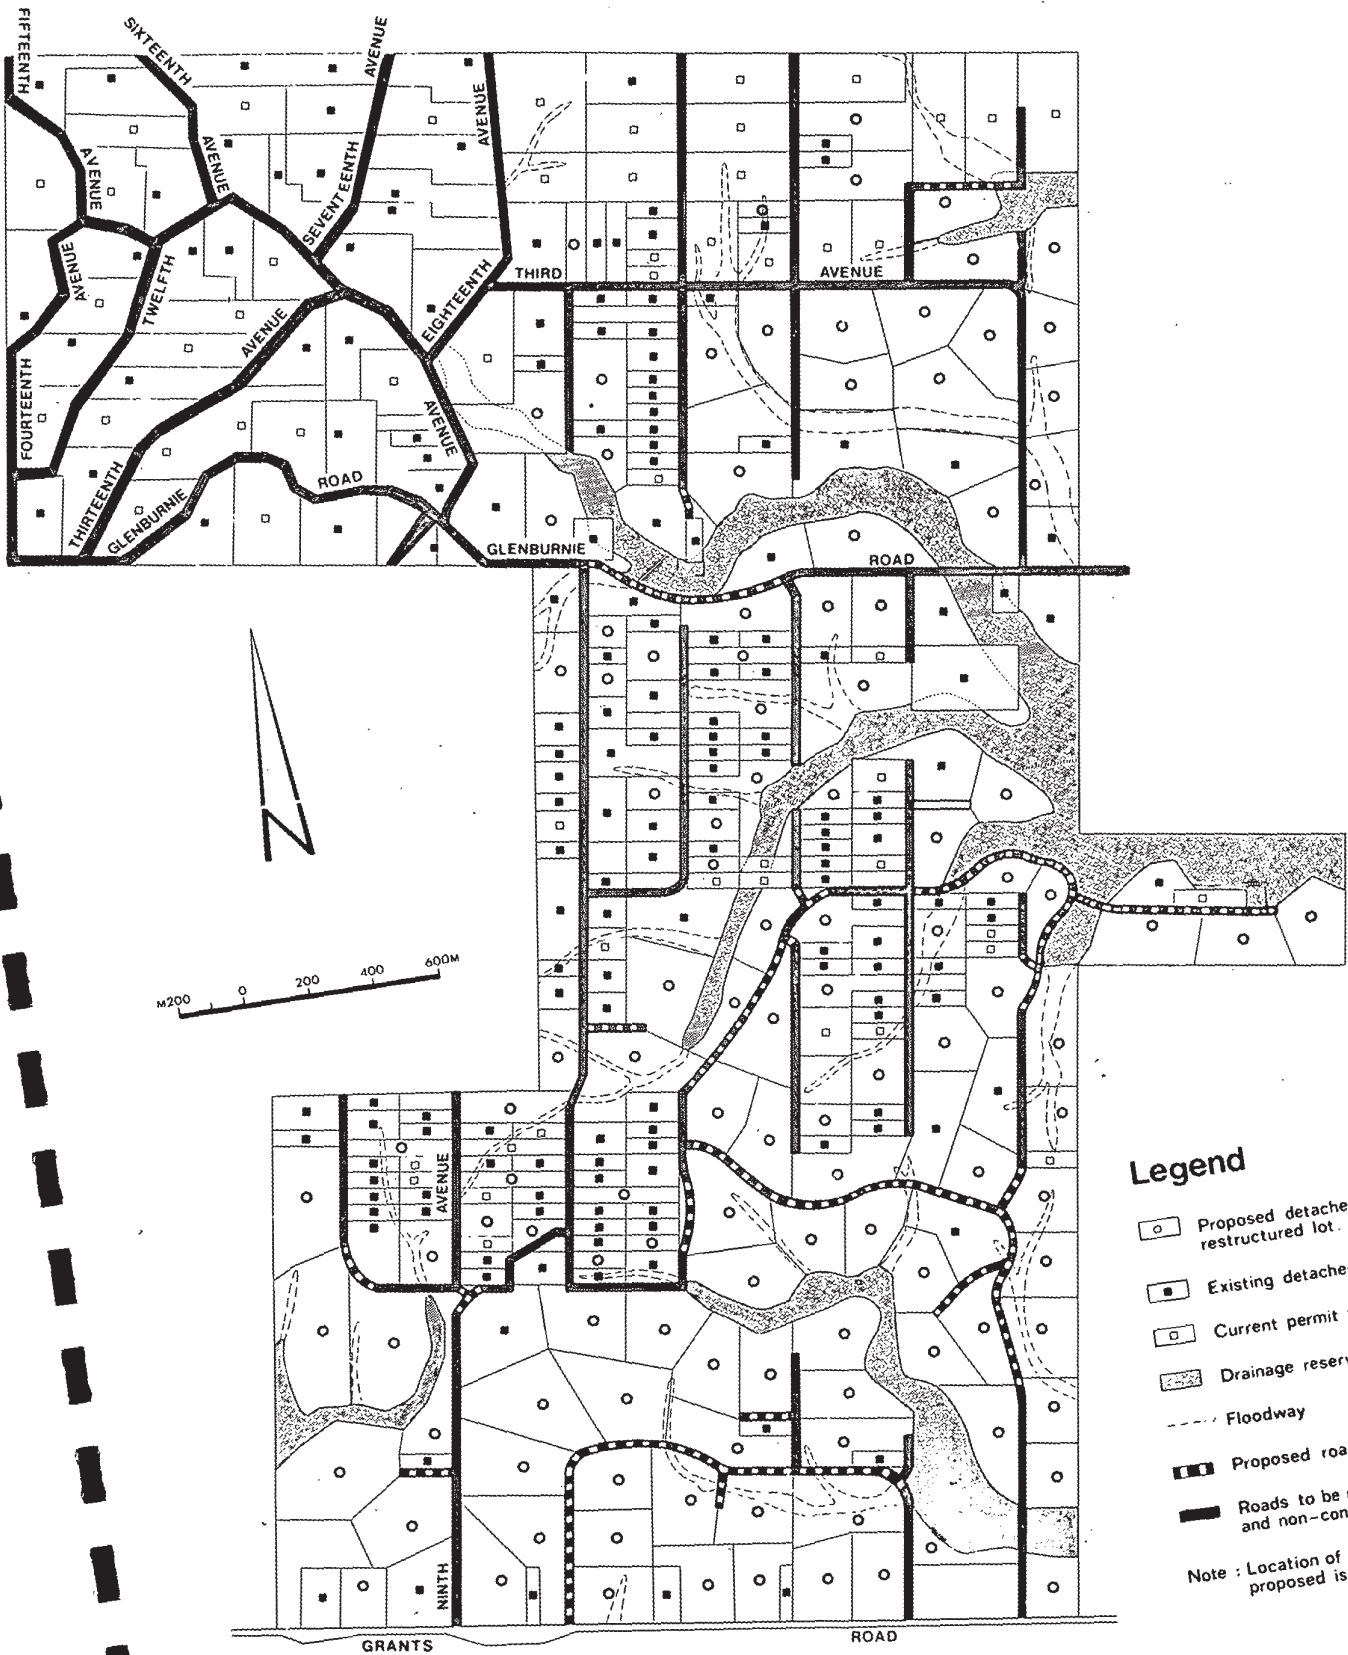 FIFTEENTH
AVENUE
SIXTEENTH
AVENUE
SEVENTEENTH
AVENUE
AVENUE
EIGHTEENTH
THIRD
AVENUE
AVENUE
TWELFTH
AVENUE
AVENUE
FOURTEENTH
THIRTEENTH
GLENBURNIE
ROAD
GLENBURNIE
ROAD
M200 0 200 400 600M
N
AVENUE
NINTH
GRANTS
ROAD
Legend
Proposed detache
restructured lot.
Existing detache
Current permit
Drainage reser
Floodway
Proposed roa
Roads to be
and non-con
Note : Location of
proposed is